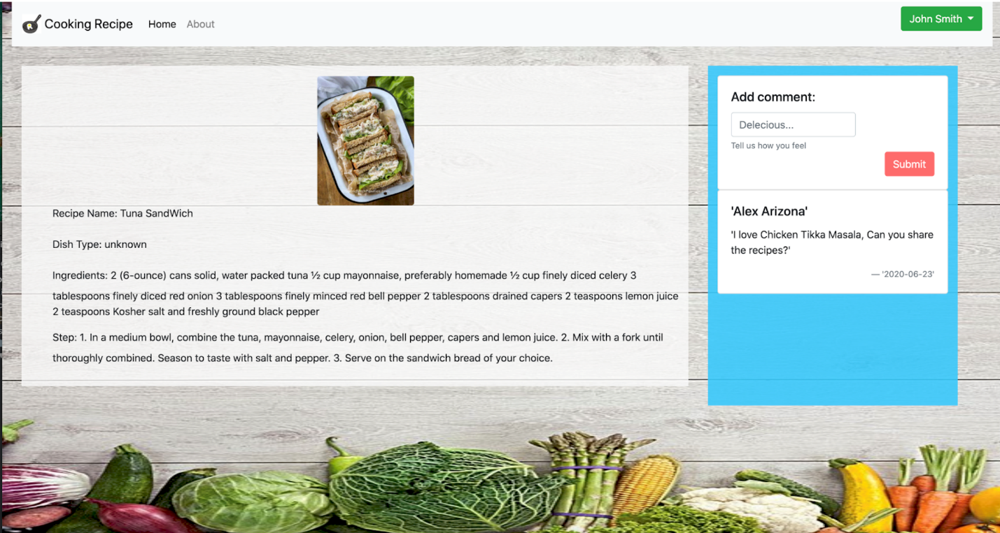 Cooking Recipe Home About
John Smith
Recipe Name: Tuna SandWich
Dish Type: unknown
Ingredients: 2 (6-ounce) cans solid, water packed tuna ½ cup mayonnaise, preferably homemade ½ cup finely diced celery 3
tablespoons finely diced red onion 3 tablespoons finely minced red bell pepper 2 tablespoons drained capers 2 teaspoons lemon juice
2 teaspoons Kosher salt and freshly ground black pepper
Step: 1. In a medium bowl, combine the tuna, mayonnaise, celery, onion, bell pepper, capers and lemon juice. 2. Mix with a fork until
thoroughly combined. Season to taste with salt and pepper. 3. Serve on the sandwich bread of your choice.
Add comment:
Delecious...
Tell us how you feel
Submit
'Alex Arizona'
'I love Chicken Tikka Masala, Can you share
the recipes?'
— '2020-06-23'